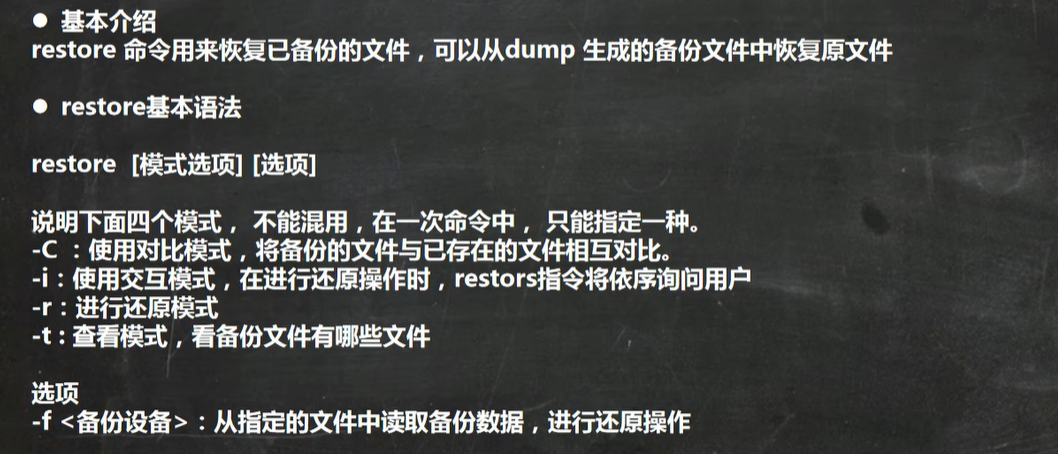 ● 基本介绍
restore 命令用来恢复已备份的文件，可以从dump 生成的备份文件中恢复原文件
● restore基本语法
restore [模式选项] [选项]
说明下面四个模式， 不能混用，在一次命令中， 只能指定一种。
-C ：使用对比模式，将备份的文件与已存在的文件相互对比。
-i：使用交互模式，在进行还原操作时，restors指令将依序询问用户
-r：进行还原模式
-t : 查看模式，看备份文件有哪些文件
选项
-f <备份设备>：从指定的文件中读取备份数据，进行还原操作